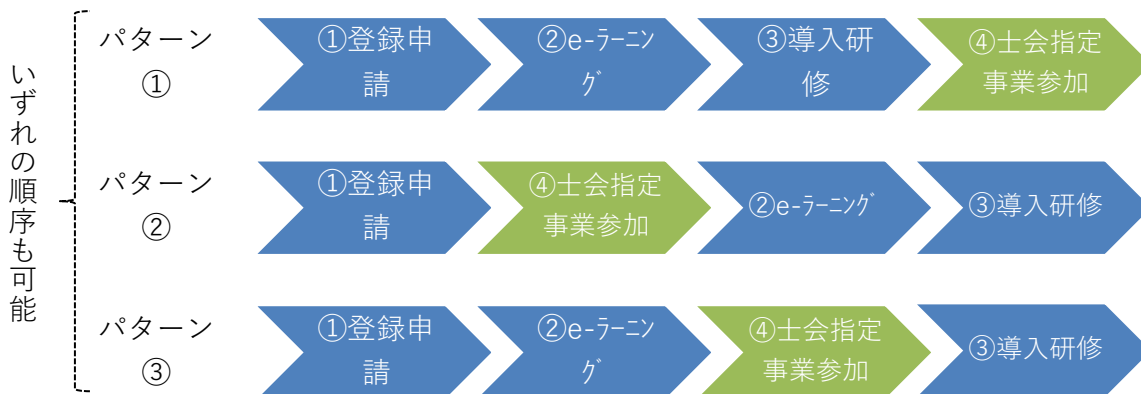 いずれの順序も可能
パターン
①
①登録申
請
②e-ﾗｰﾆﾝ
ｸﾞ
③導入研
修
④士会指定
事業参加
パターン
②
①登録申
請
④士会指定
事業参加
②e-ﾗｰﾆﾝｸﾞ
③導入研修
パターン
③
①登録申
請
②e-ﾗｰﾆﾝ
ｸﾞ
④士会指定
事業参加
③導入研修